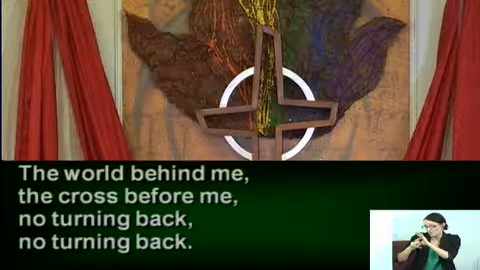 The world behind me,
the cross before me,
no turning back,
no turning back.